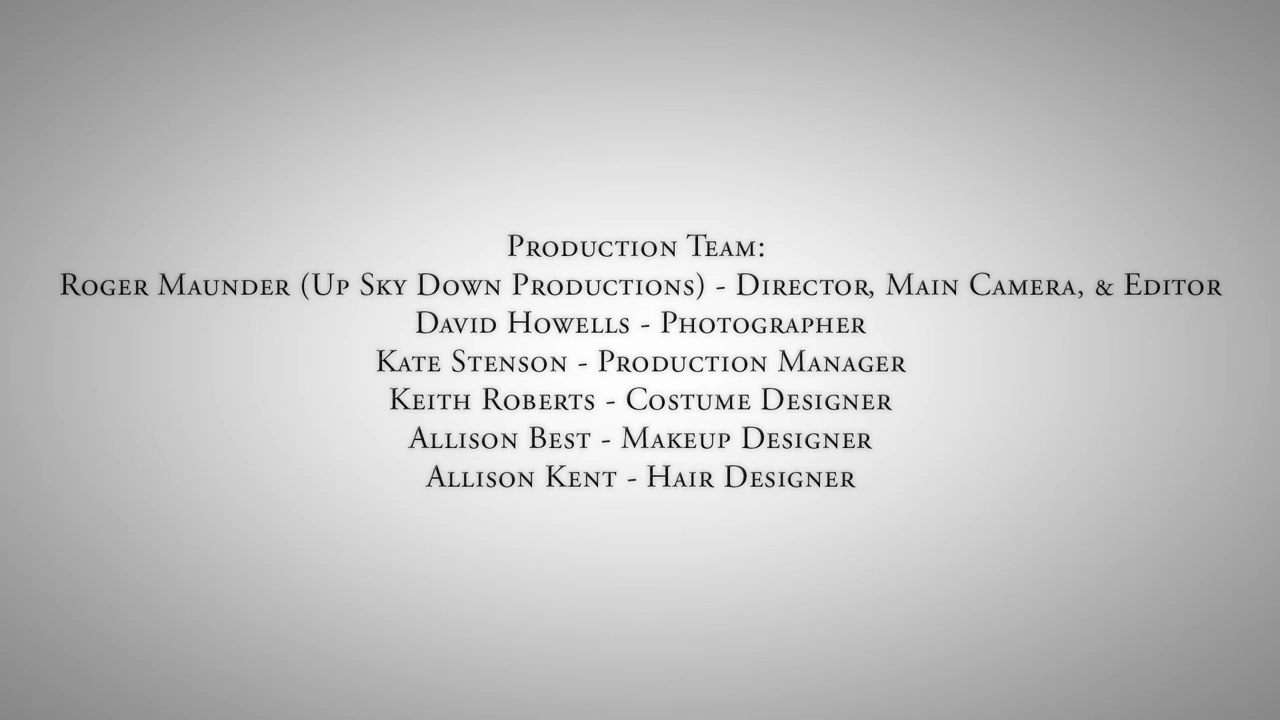 Production Team:
Roger Maunder (Up Sky Down Productions) - Director, Main Camera, & Editor
David Howells - Photographer
Kate Stenson - Production Manager
Keith Roberts - Costume Designer
Allison Best - Makeup Designer
Allison Kent - Hair Designer